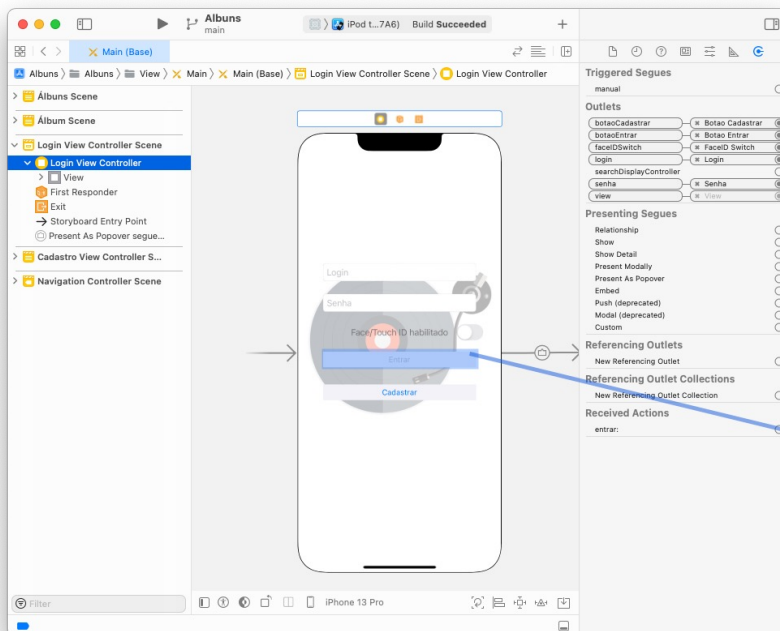 Albuns
main
iPod t...7A6)
Build Succeeded
Main (Base)
Albuns
Albuns
View
Main
Main (Base)
Login View Controller Scene
Login View Controller
Álbuns Scene
Álbum Scene
Login View Controller Scene
Login View Controller
View
First Responder
Exit
Storyboard Entry Point
Present As Popover segue...
Cadastro View Controller S...
Navigation Controller Scene
Filter
Login
Senha
Face/Touch ID habilitado
Entrar
Cadastrar
iPhone 13 Pro
Triggered Segues
manual
Outlets
botaoCadastrar Botao Cadastrar
botaoEntrar Botao Entrar
faceIDSwitch FaceID Switch
login Login
searchDisplayController
senha Senha
view View
Presenting Segues
Relationship
Show
Show Detail
Present Modally
Present As Popover
Embed
Push (deprecated)
Modal (deprecated)
Custom
Referencing Outlets
New Referencing Outlet
Referencing Outlet Collections
New Referencing Outlet Collection
Received Actions
entrar: